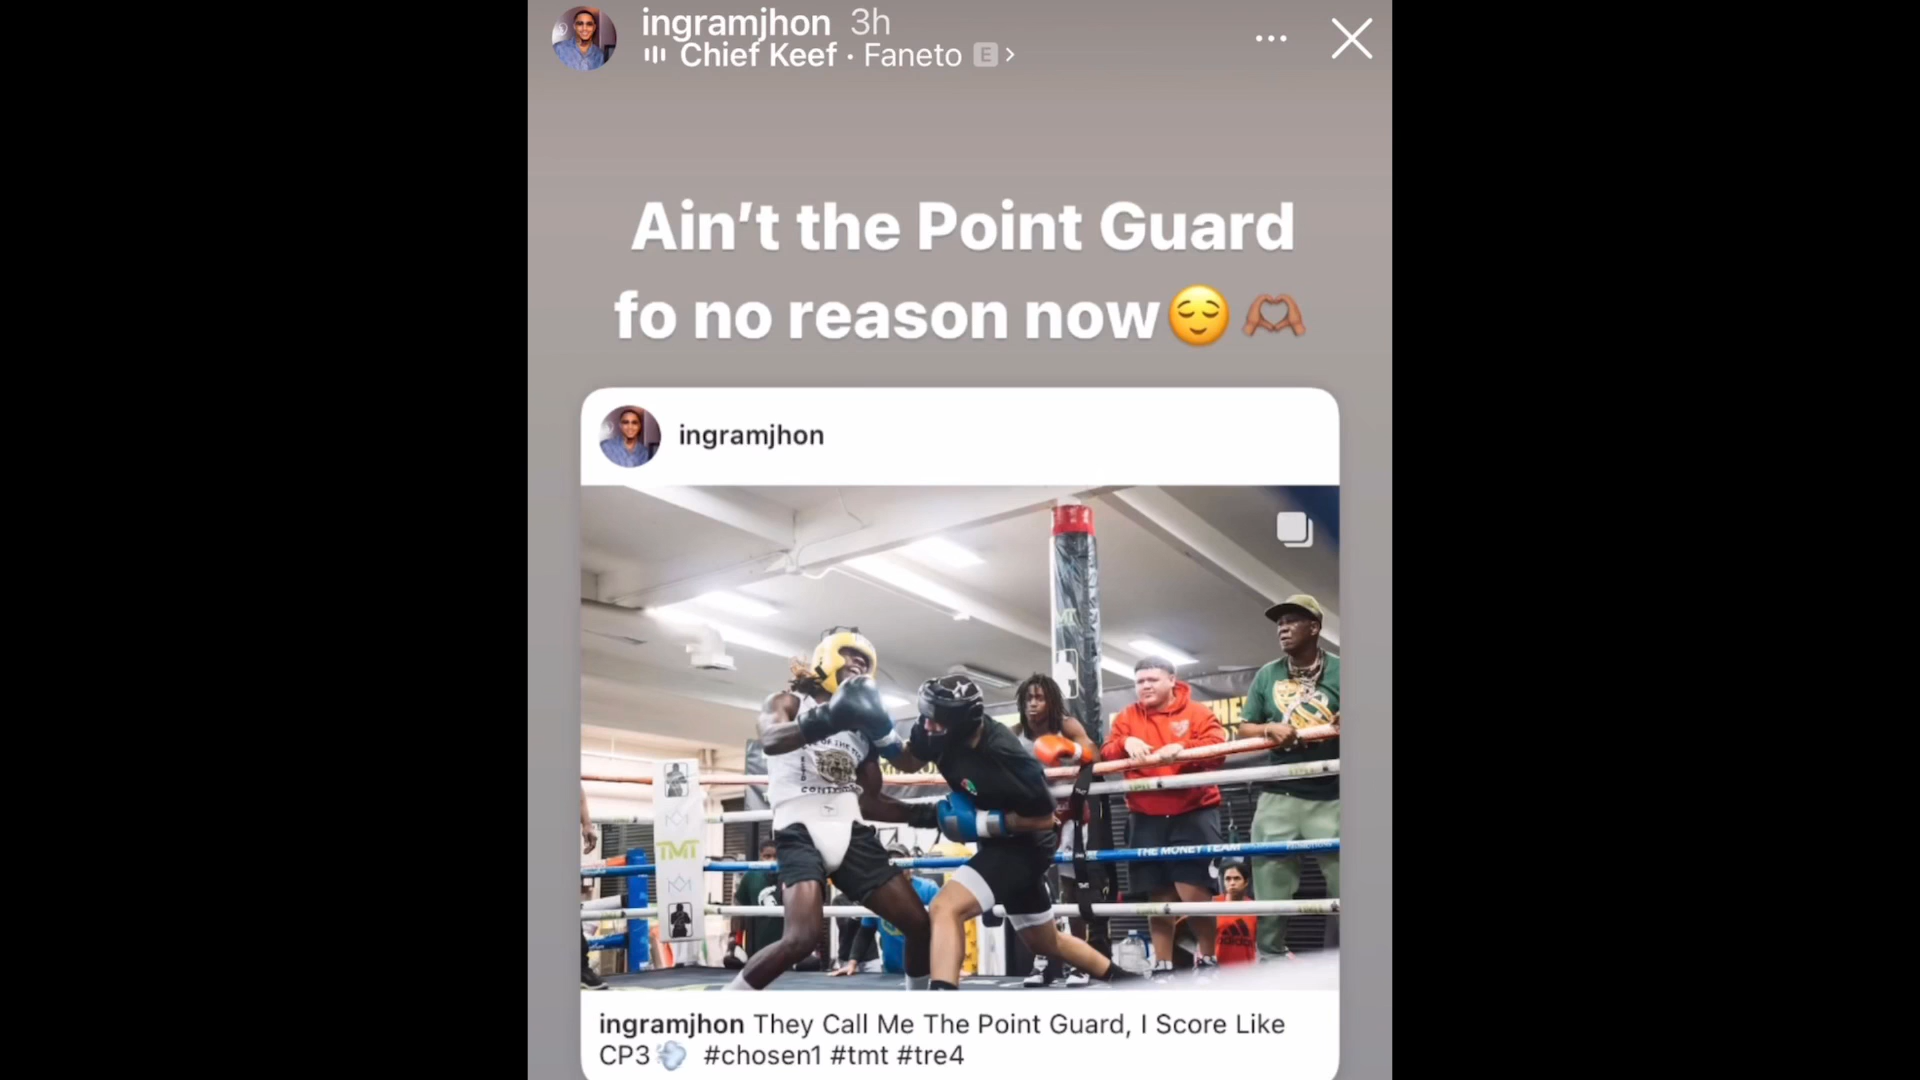 ingramjhon 3h
Chief Keef · Faneto E >
Ain't the Point Guard
fo no reason now😌🫶🏾
ingramjhon
TMT
THE MONEY TEAM
adidas
ingramjhon They Call Me The Point Guard, I Score Like
CP3💨 #chosen1 #tmt #tre4